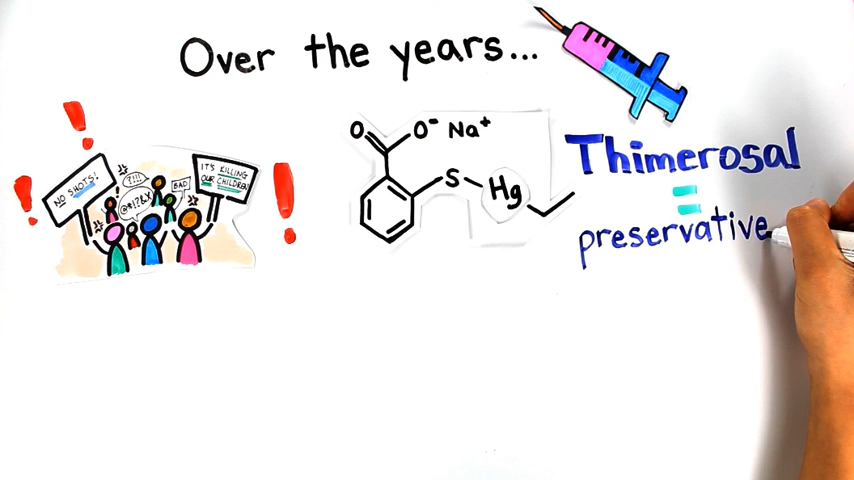 Over the years...
NO SHOTS!
?!!!
@*!?&X
BAD
IT'S KILLING
OUR CHILDREN
O
O⁻ Na⁺
S
Hg
Thimerosal
=
preservative